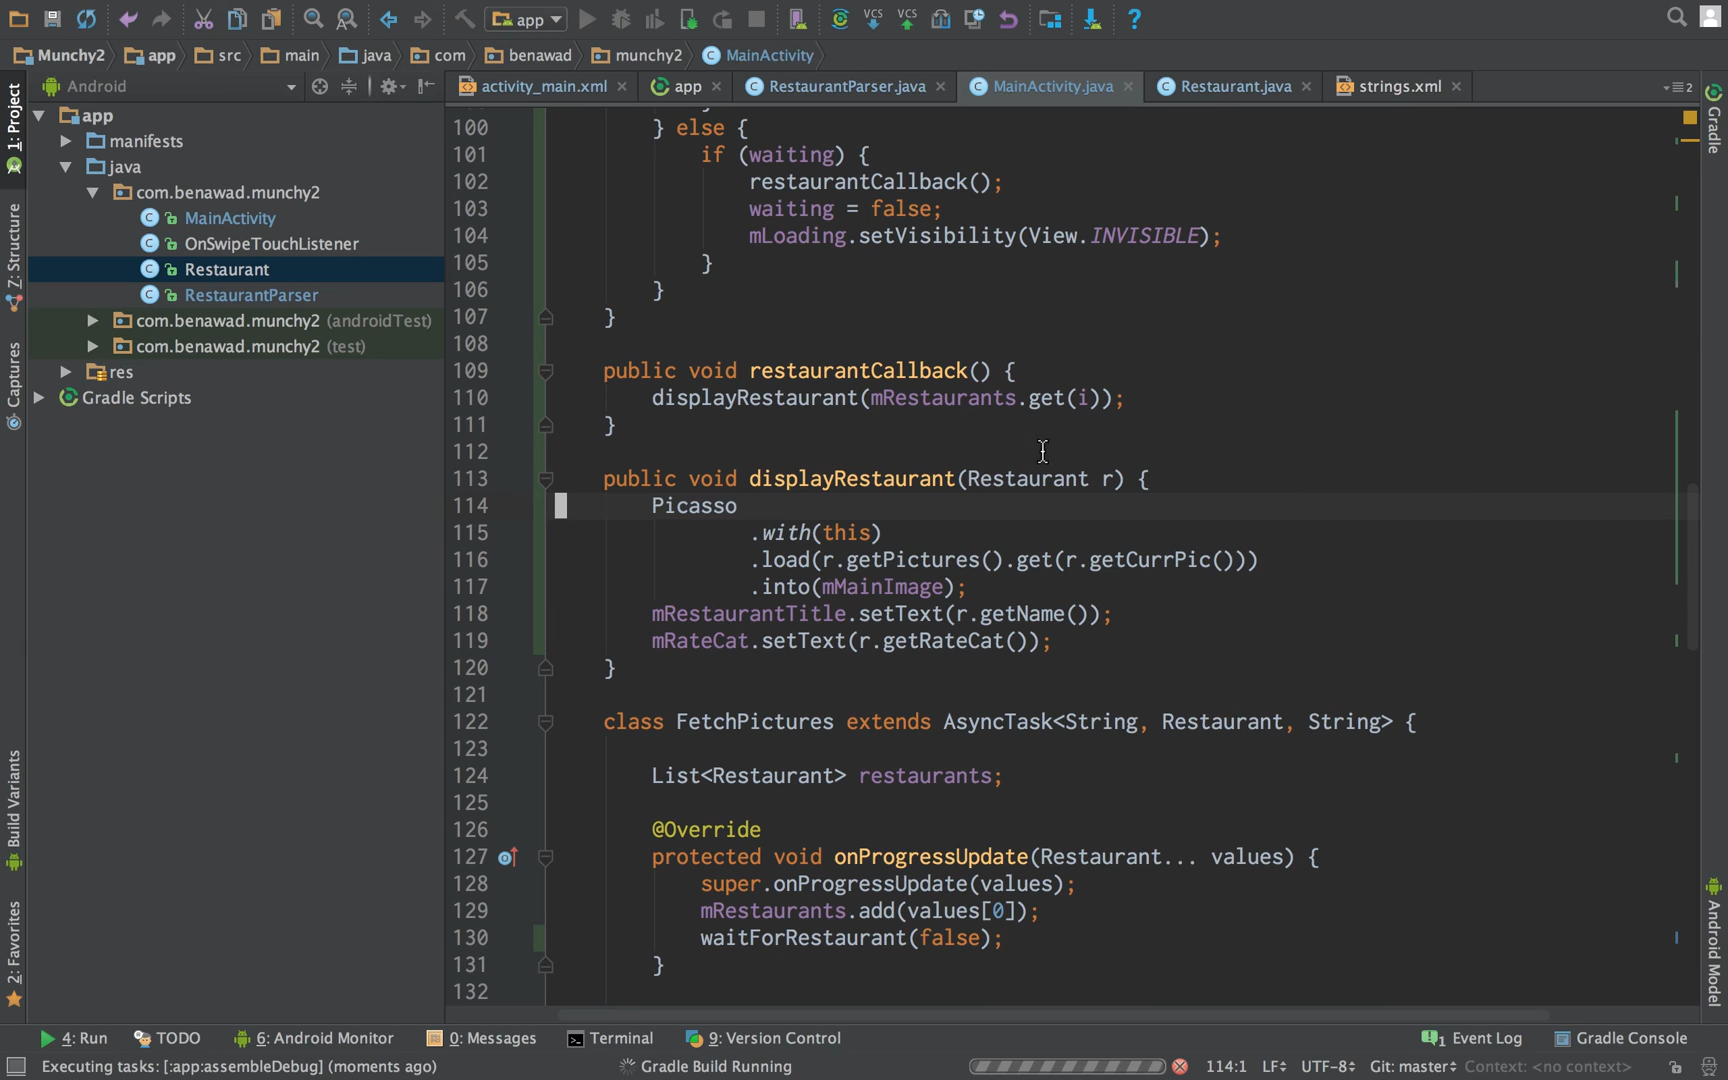 app
Munchy2 app src main java com benawad munchy2 MainActivity
Android
activity_main.xml app RestaurantParser.java MainActivity.java Restaurant.java strings.xml 2
1: Project
Z: Structure
Captures
Build Variants
2: Favorites
app
manifests
java
com.benawad.munchy2
MainActivity
OnSwipeTouchListener
Restaurant
RestaurantParser
com.benawad.munchy2 (androidTest)
com.benawad.munchy2 (test)
res
Gradle Scripts
100 } else {
101 if (waiting) {
102 restaurantCallback();
103 waiting = false;
104 mLoading.setVisibility(View.INVISIBLE);
105 }
106 }
107 }
108
109 public void restaurantCallback() {
110 displayRestaurant(mRestaurants.get(i));
111 }
112
113 public void displayRestaurant(Restaurant r) {
114 Picasso
115 .with(this)
116 .load(r.getPictures().get(r.getCurrPic()))
117 .into(mMainImage);
118 mRestaurantTitle.setText(r.getName());
119 mRateCat.setText(r.getRateCat());
120 }
121
122 class FetchPictures extends AsyncTask<String, Restaurant, String> {
123
124 List<Restaurant> restaurants;
125
126 @Override
127 protected void onProgressUpdate(Restaurant... values) {
128 super.onProgressUpdate(values);
129 mRestaurants.add(values[0]);
130 waitForRestaurant(false);
131 }
132
Gradle
Android Model
4: Run TODO 6: Android Monitor 0: Messages Terminal 9: Version Control 1 Event Log Gradle Console
Executing tasks: [:app:assembleDebug] (moments ago) Gradle Build Running 114:1 LF UTF-8 Git: master Context: <no context>